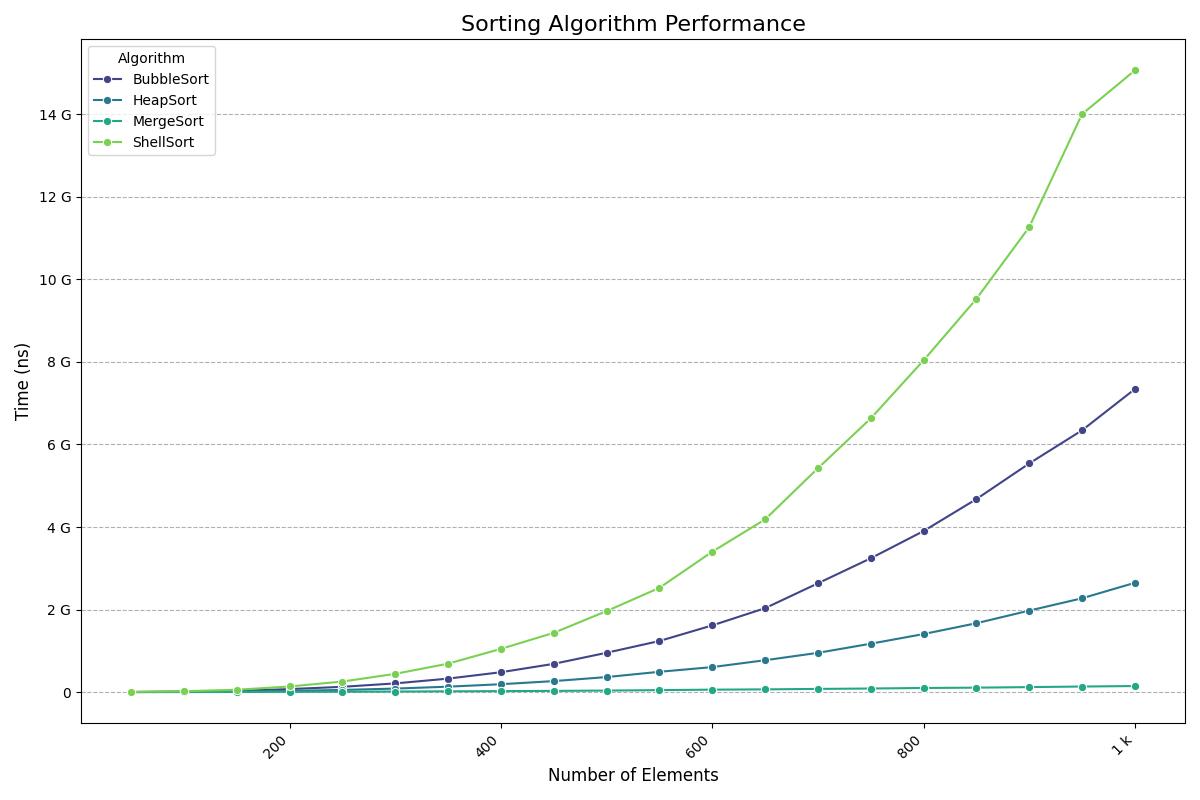 Sorting Algorithm Performance
Algorithm
BubbleSort
HeapSort
MergeSort
ShellSort
14 G
12 G
10 G
8 G
6 G
4 G
2 G
0
Time (ns)
200
400
600
800
1 k
Number of Elements